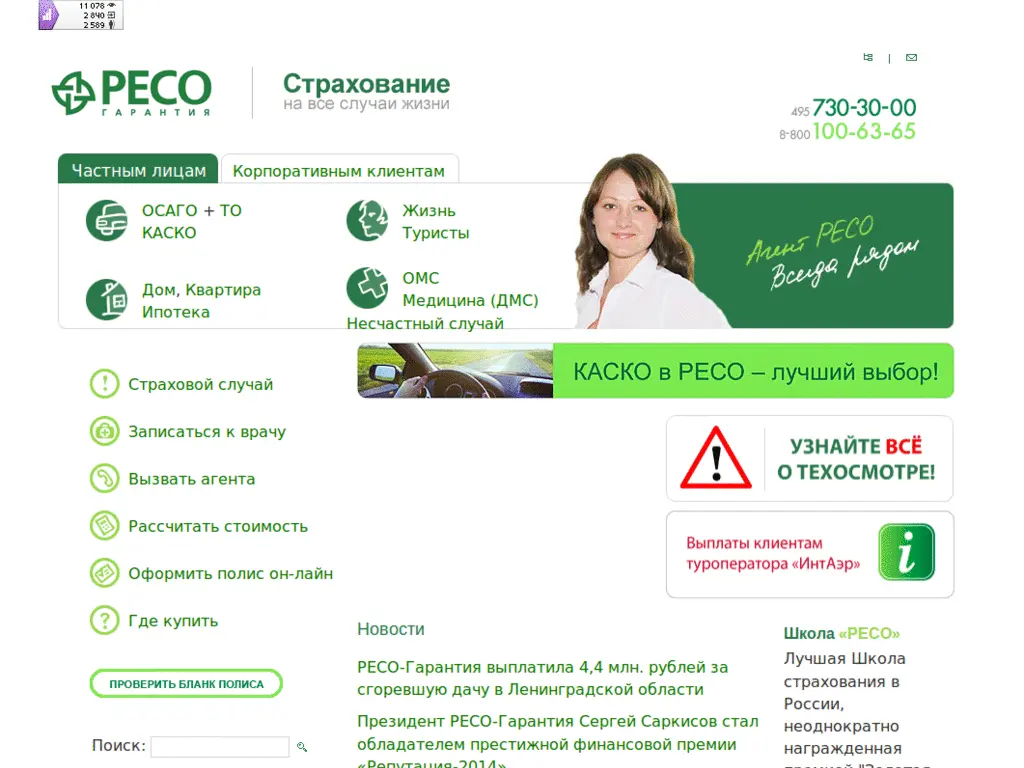 11 078
2 840
2 589
РЕСО
ГАРАНТИЯ
Страхование
на все случаи жизни
495 730-30-00
8-800 100-63-65
Частным лицам
Корпоративным клиентам
ОСАГО + ТО
КАСКО
Жизнь
Туристы
Дом, Квартира
Ипотека
ОМС
Медицина (ДМС)
Несчастный случай
Агент РЕСО
Всегда рядом
КАСКО в РЕСО – лучший выбор!
Страховой случай
Записаться к врачу
Вызвать агента
Рассчитать стоимость
Оформить полис он-лайн
Где купить
УЗНАЙТЕ ВСЁ
О ТЕХОСМОТРЕ!
Выплаты клиентам
туроператора «ИнтАэр»
ПРОВЕРИТЬ БЛАНК ПОЛИСА
Поиск:
Новости
РЕСО-Гарантия выплатила 4,4 млн. рублей за
сгоревшую дачу в Ленинградской области
Президент РЕСО-Гарантия Сергей Саркисов стал
обладателем престижной финансовой премии
«Репутация-2014»
Школа «РЕСО»
Лучшая Школа
страхования в
России,
неоднократно
награжденная
премией "Золотая